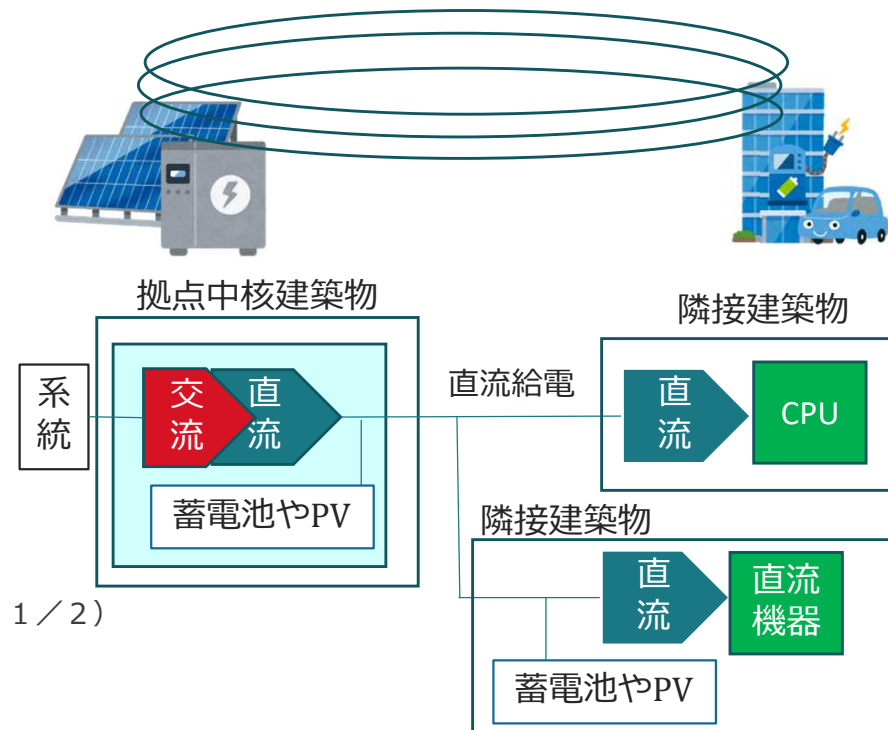 拠点中核建築物
隣接建築物
系統
交流
直流
直流給電
直流
CPU
蓄電池やPV
隣接建築物
直流
直流機器
1/2)
蓄電池やPV